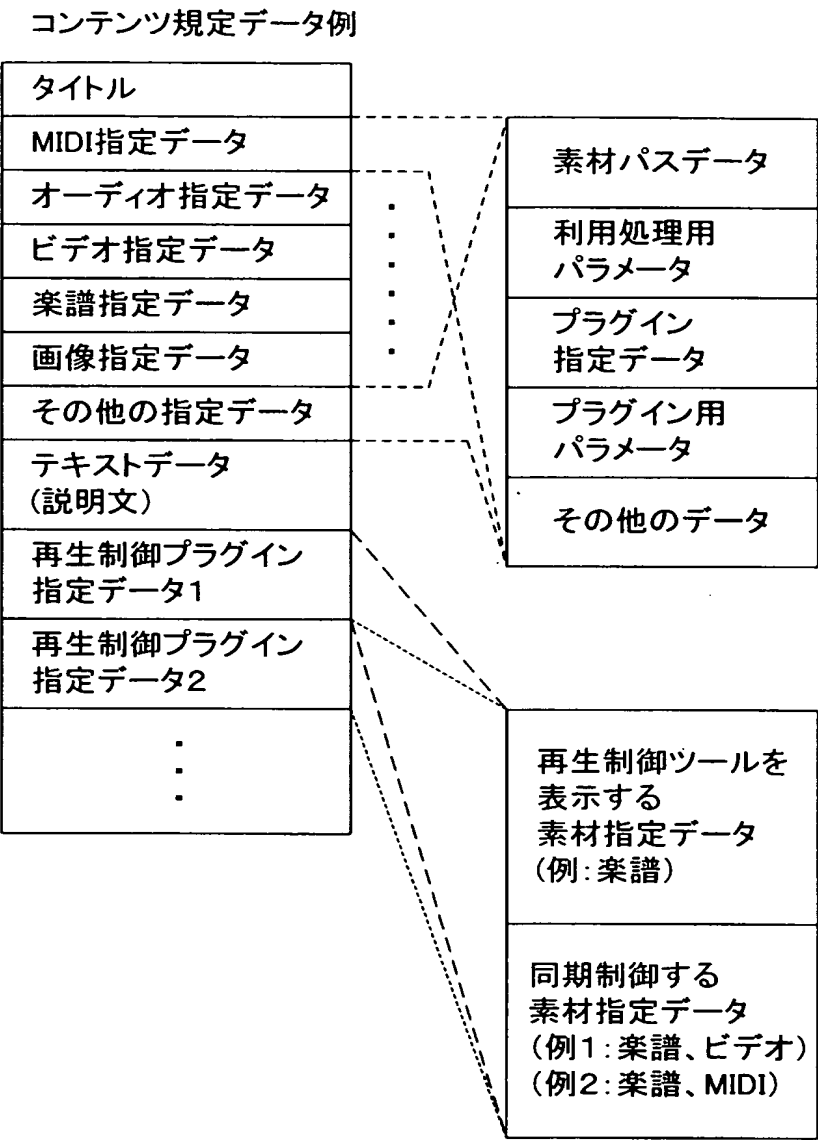 コンテンツ規定データ例
タイトル
MIDI指定データ
オーディオ指定データ
ビデオ指定データ
楽譜指定データ
画像指定データ
その他の指定データ
テキストデータ
(説明文)
再生制御プラグイン
指定データ1
再生制御プラグイン
指定データ2
素材パスデータ
利用処理用
パラメータ
プラグイン
指定データ
プラグイン用
パラメータ
その他のデータ
再生制御ツールを
表示する
素材指定データ
(例:楽譜)
同期制御する
素材指定データ
(例1:楽譜、ビデオ)
(例2:楽譜、MIDI)